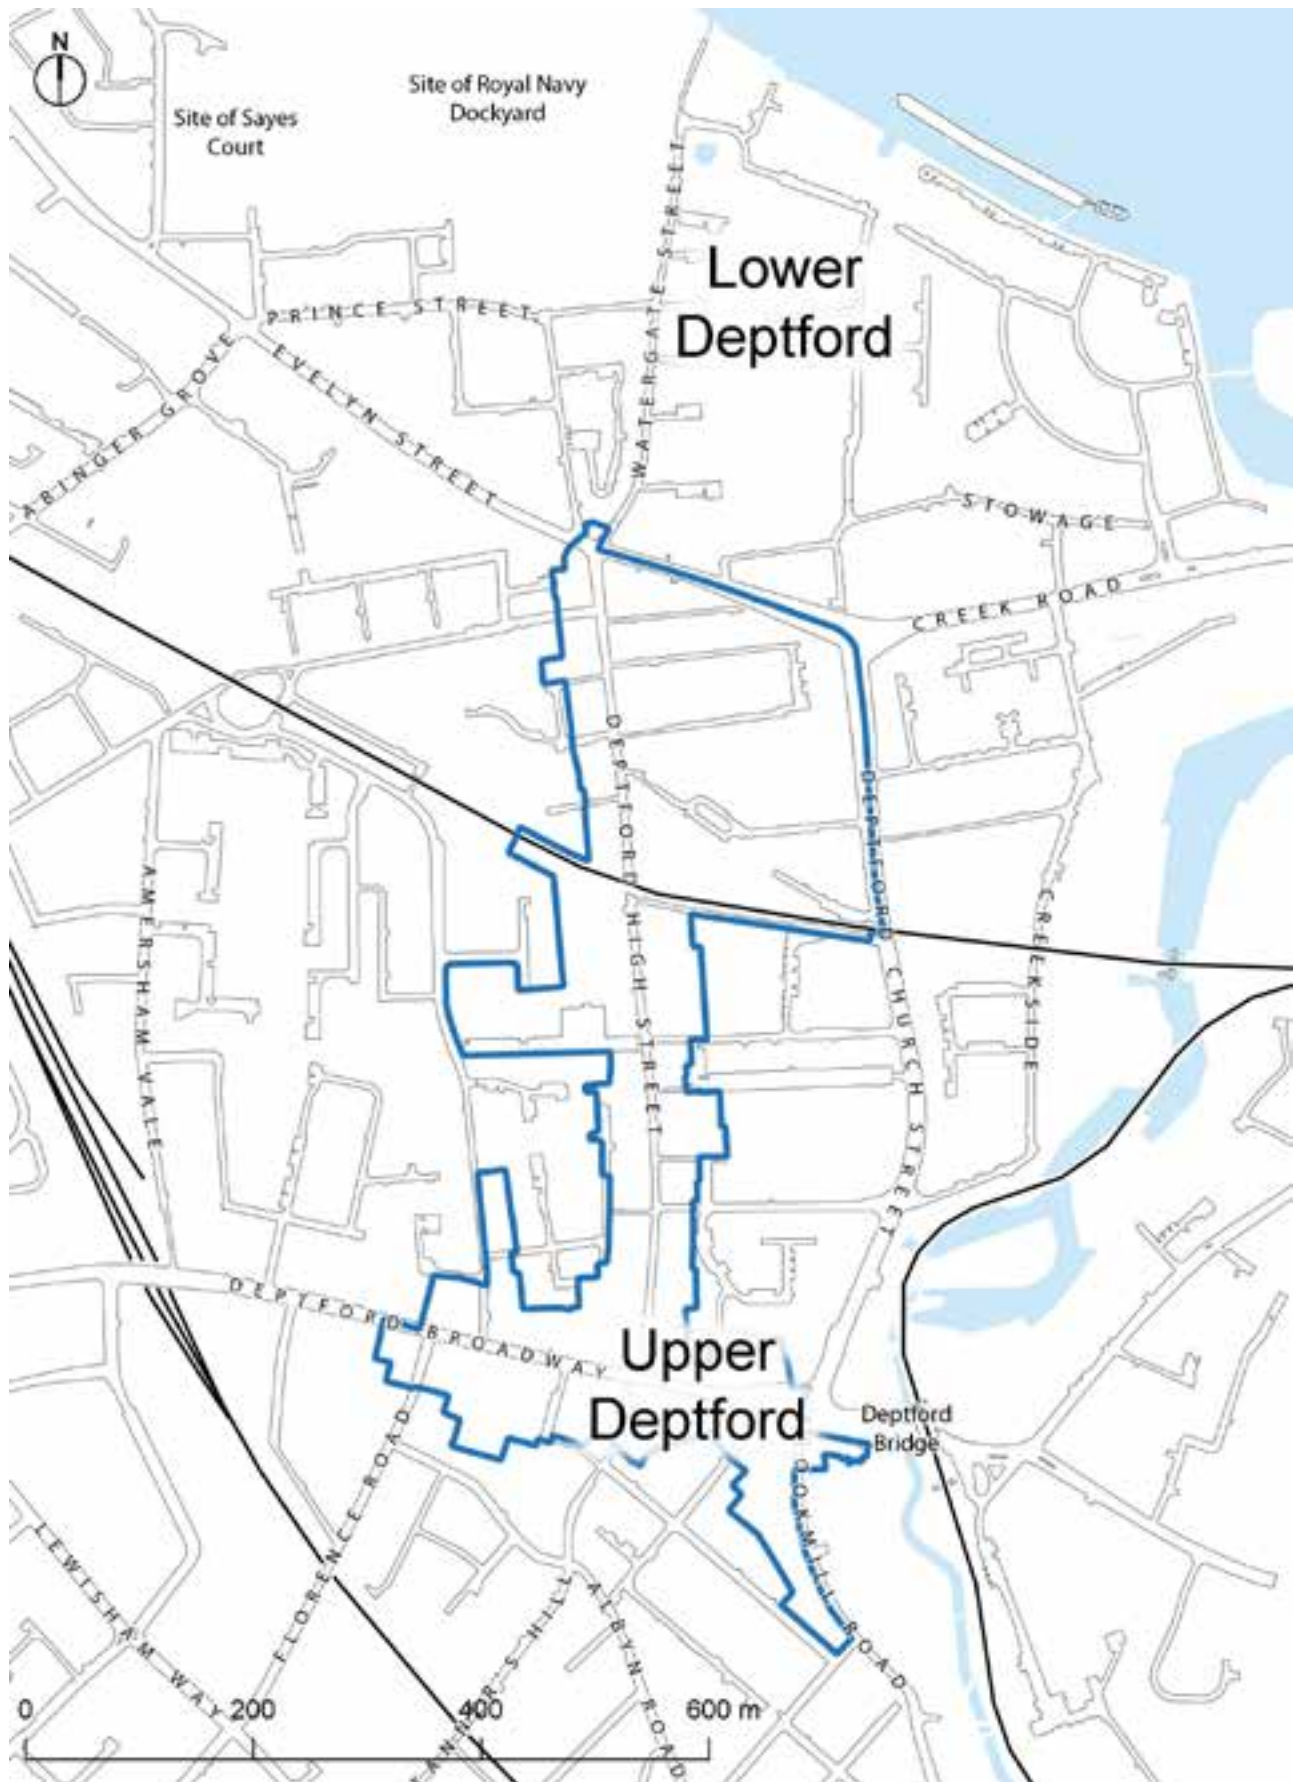 N
Site of Royal Navy
Dockyard
Site of Sayes
Court
WATERGATE STREET
Lower
Deptford
PRINCE STREET
EVELYN STREET
ABINGER GROVE
STOWAGE
CREEK ROAD
DEPTFORD HIGH STREET
DEPTFORD CHURCH STREET
AMERSHAM VALE
CREEKSIDE
DEPTFORD BROADWAY
Upper
Deptford
Deptford
Bridge
FLORENCE ROAD
LEWISHAM WAY
ALBYN ROAD
ROAD
0
200
400
600 m